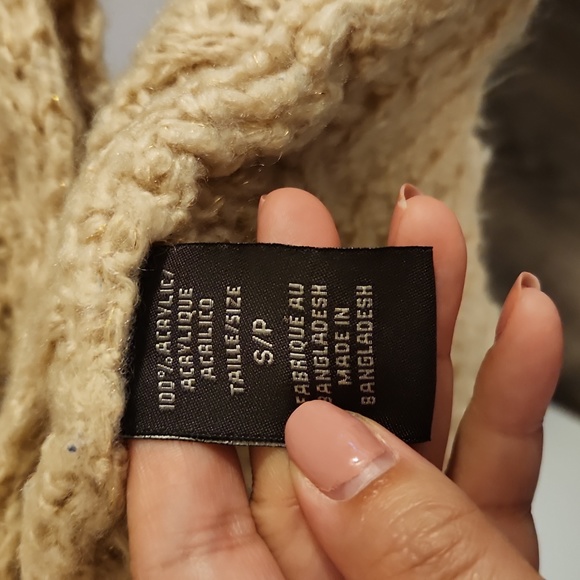 100% ACRYLIC/
ACRYLIQUE
ACRILICO
TAILLE/SIZE
S/P
FABRIQUÉ AU
BANGLADESH
MADE IN
BANGLADESH